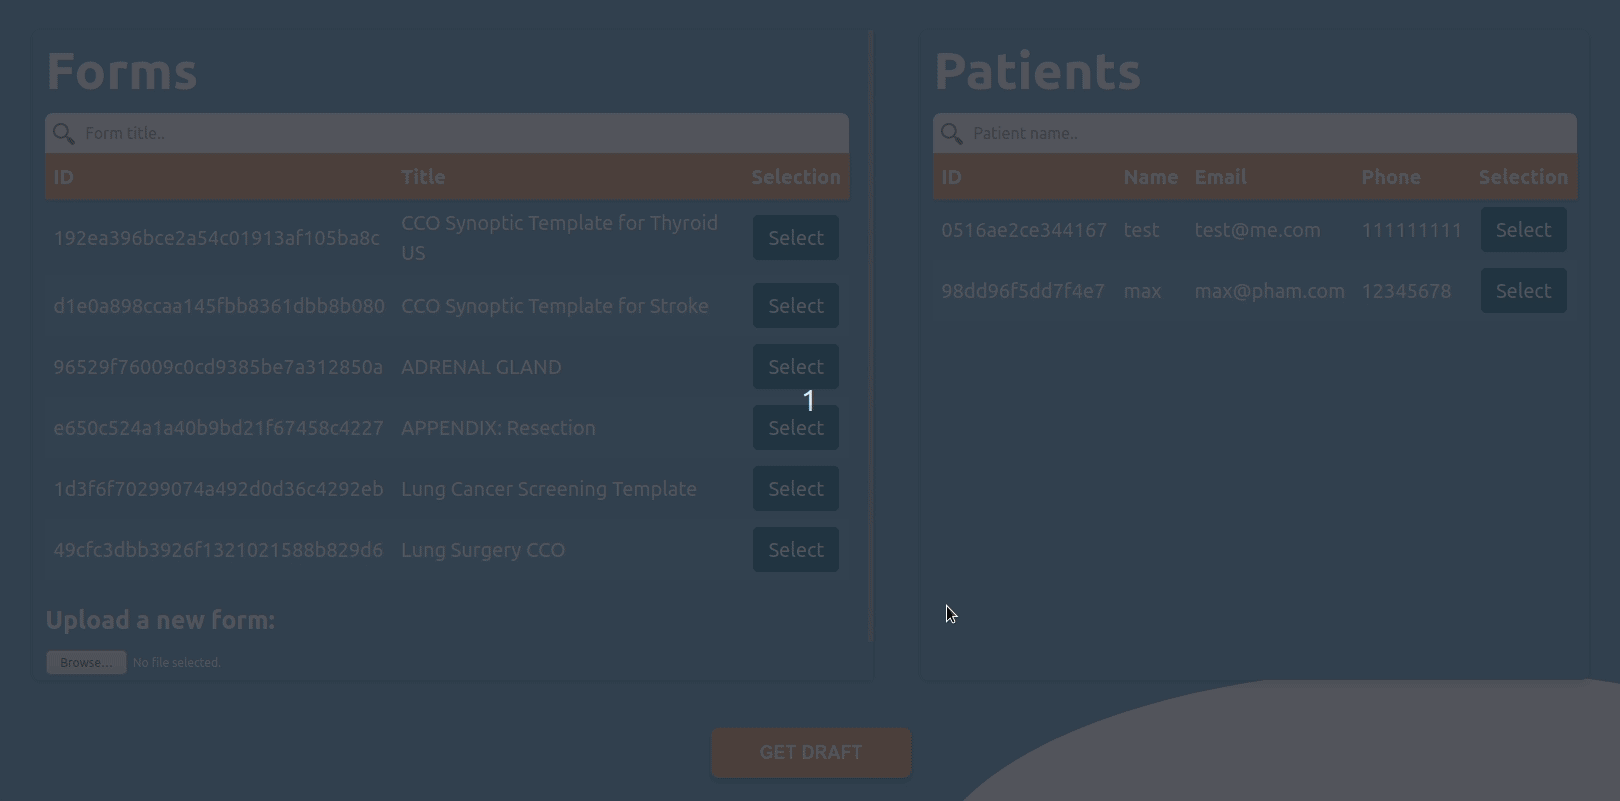 Forms
Form title..
ID Title Selection
192ea396bce2a54c01913af105ba8c CCO Synoptic Template for Thyroid US Select
d1e0a898ccaa145fbb8361dbb8b080 CCO Synoptic Template for Stroke Select
96529f76009c0cd9385be7a312850a ADRENAL GLAND Select
1
e650c524a1a40b9bd21f67458c4227 APPENDIX: Resection Select
1d3f6f70299074a492d0d36c4292eb Lung Cancer Screening Template Select
49cfc3dbb3926f1321021588b829d6 Lung Surgery CCO Select
Upload a new form:
Browse... No file selected.
Patients
Patient name..
ID Name Email Phone Selection
0516ae2ce344167 test test@me.com 111111111 Select
98dd96f5dd7f4e7 max max@pham.com 12345678 Select
GET DRAFT